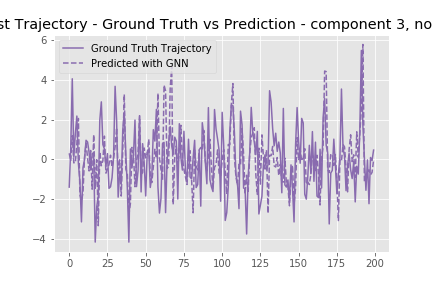 st Trajectory - Ground Truth vs Prediction - component 3, no
Ground Truth Trajectory
Predicted with GNN
6
4
2
0
−2
−4
0 25 50 75 100 125 150 175 200